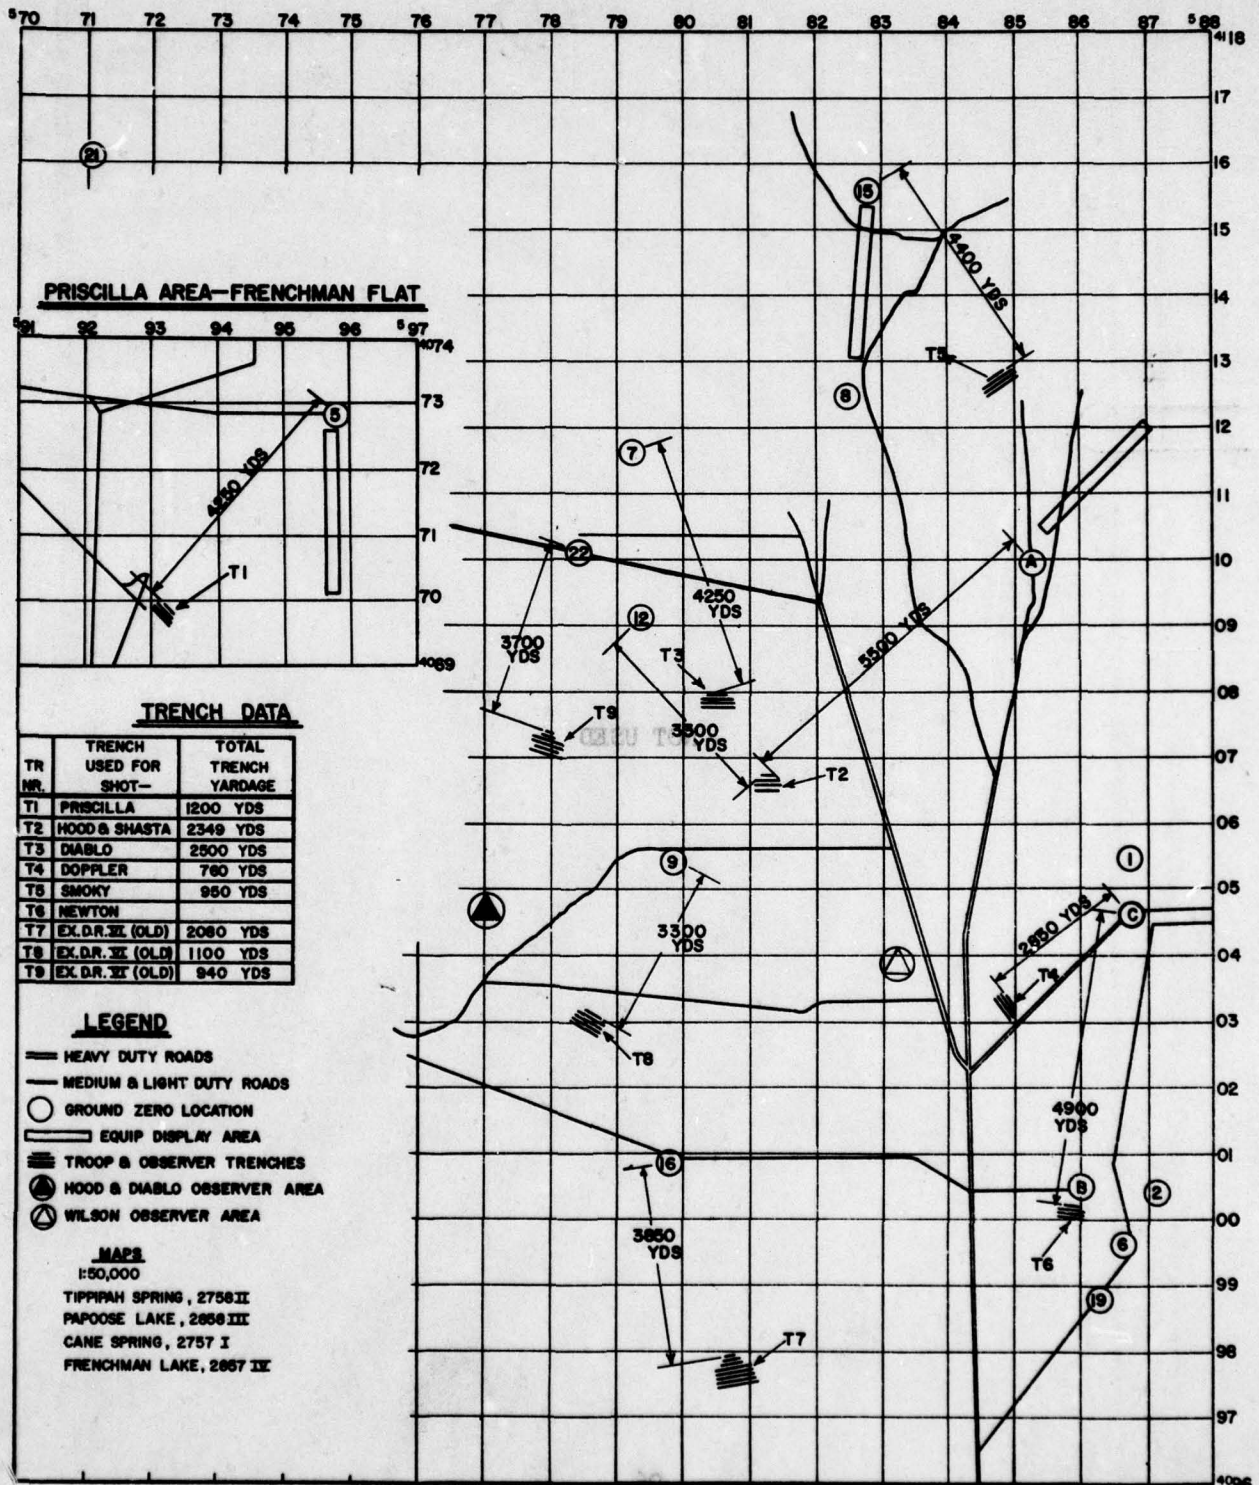 ⁵70 71 72 73 74 75 76 77 78 79 80 81 82 83 84 85 86 87 ⁵88
4118
17
21
16
15
15
4400 YDS
14
PRISCILLA AREA—FRENCHMAN FLAT
⁵91 92 93 94 95 96 ⁵97
4074
13
T5
73
5
8
12
7
72
4250 YDS
11
71
22
A
10
T1
70
4250 YDS
12
09
5500 YDS
3700 YDS
4069
T3
08
TRENCH DATA
T9
3500 YDS
NOT USED
07
T2
TR NR. TRENCH USED FOR SHOT— TOTAL TRENCH YARDAGE
T1 PRISCILLA 1200 YDS
T2 HOOD & SHASTA 2349 YDS
T3 DIABLO 2500 YDS
T4 DOPPLER 760 YDS
T5 SMOKY 950 YDS
T6 NEWTON
T7 EX.D.R. VI (OLD) 2060 YDS
T8 EX.D.R. VI (OLD) 1100 YDS
T9 EX.D.R. VI (OLD) 940 YDS
06
9
1
05
C
3300 YDS
2950 YDS
04
T4
LEGEND
03
HEAVY DUTY ROADS
T8
MEDIUM & LIGHT DUTY ROADS
02
GROUND ZERO LOCATION
4900 YDS
EQUIP DISPLAY AREA
TROOP & OBSERVER TRENCHES
16
01
HOOD & DIABLO OBSERVER AREA
B
2
WILSON OBSERVER AREA
00
3850 YDS
6
T6
MAPS
1:50,000
99
TIPPIPAH SPRING, 2758 II
19
PAPOOSE LAKE, 2858 III
CANE SPRING, 2757 I
T7
98
FRENCHMAN LAKE, 2857 IV
97